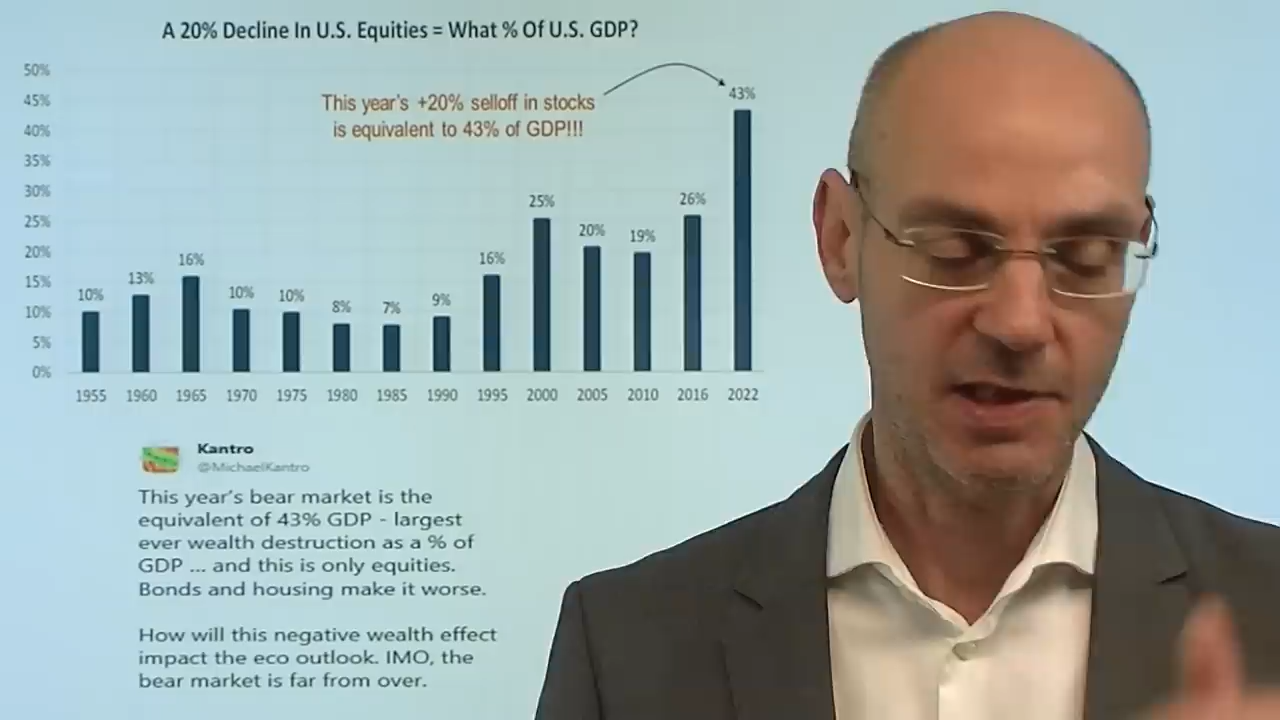 A 20% Decline In U.S. Equities = What % Of U.S. GDP?
50%
45%
40%
35%
30%
25%
20%
15%
10%
5%
0%
This year's +20% selloff in stocks
is equivalent to 43% of GDP!!!
10%
13%
16%
10%
10%
8%
7%
9%
16%
25%
20%
19%
26%
43%
1955 1960 1965 1970 1975 1980 1985 1990 1995 2000 2005 2010 2016 2022
Kantro
@MichaelKantro
This year's bear market is the
equivalent of 43% GDP - largest
ever wealth destruction as a % of
GDP ... and this is only equities.
Bonds and housing make it worse.
How will this negative wealth effect
impact the eco outlook. IMO, the
bear market is far from over.